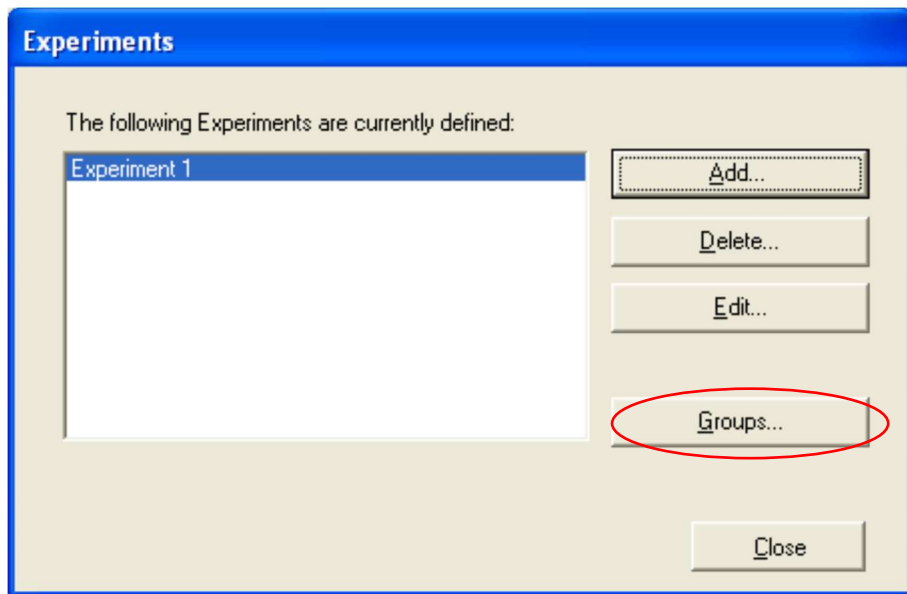 Experiments
The following Experiments are currently defined:
Experiment 1
Add...
Delete...
Edit...
Groups...
Close